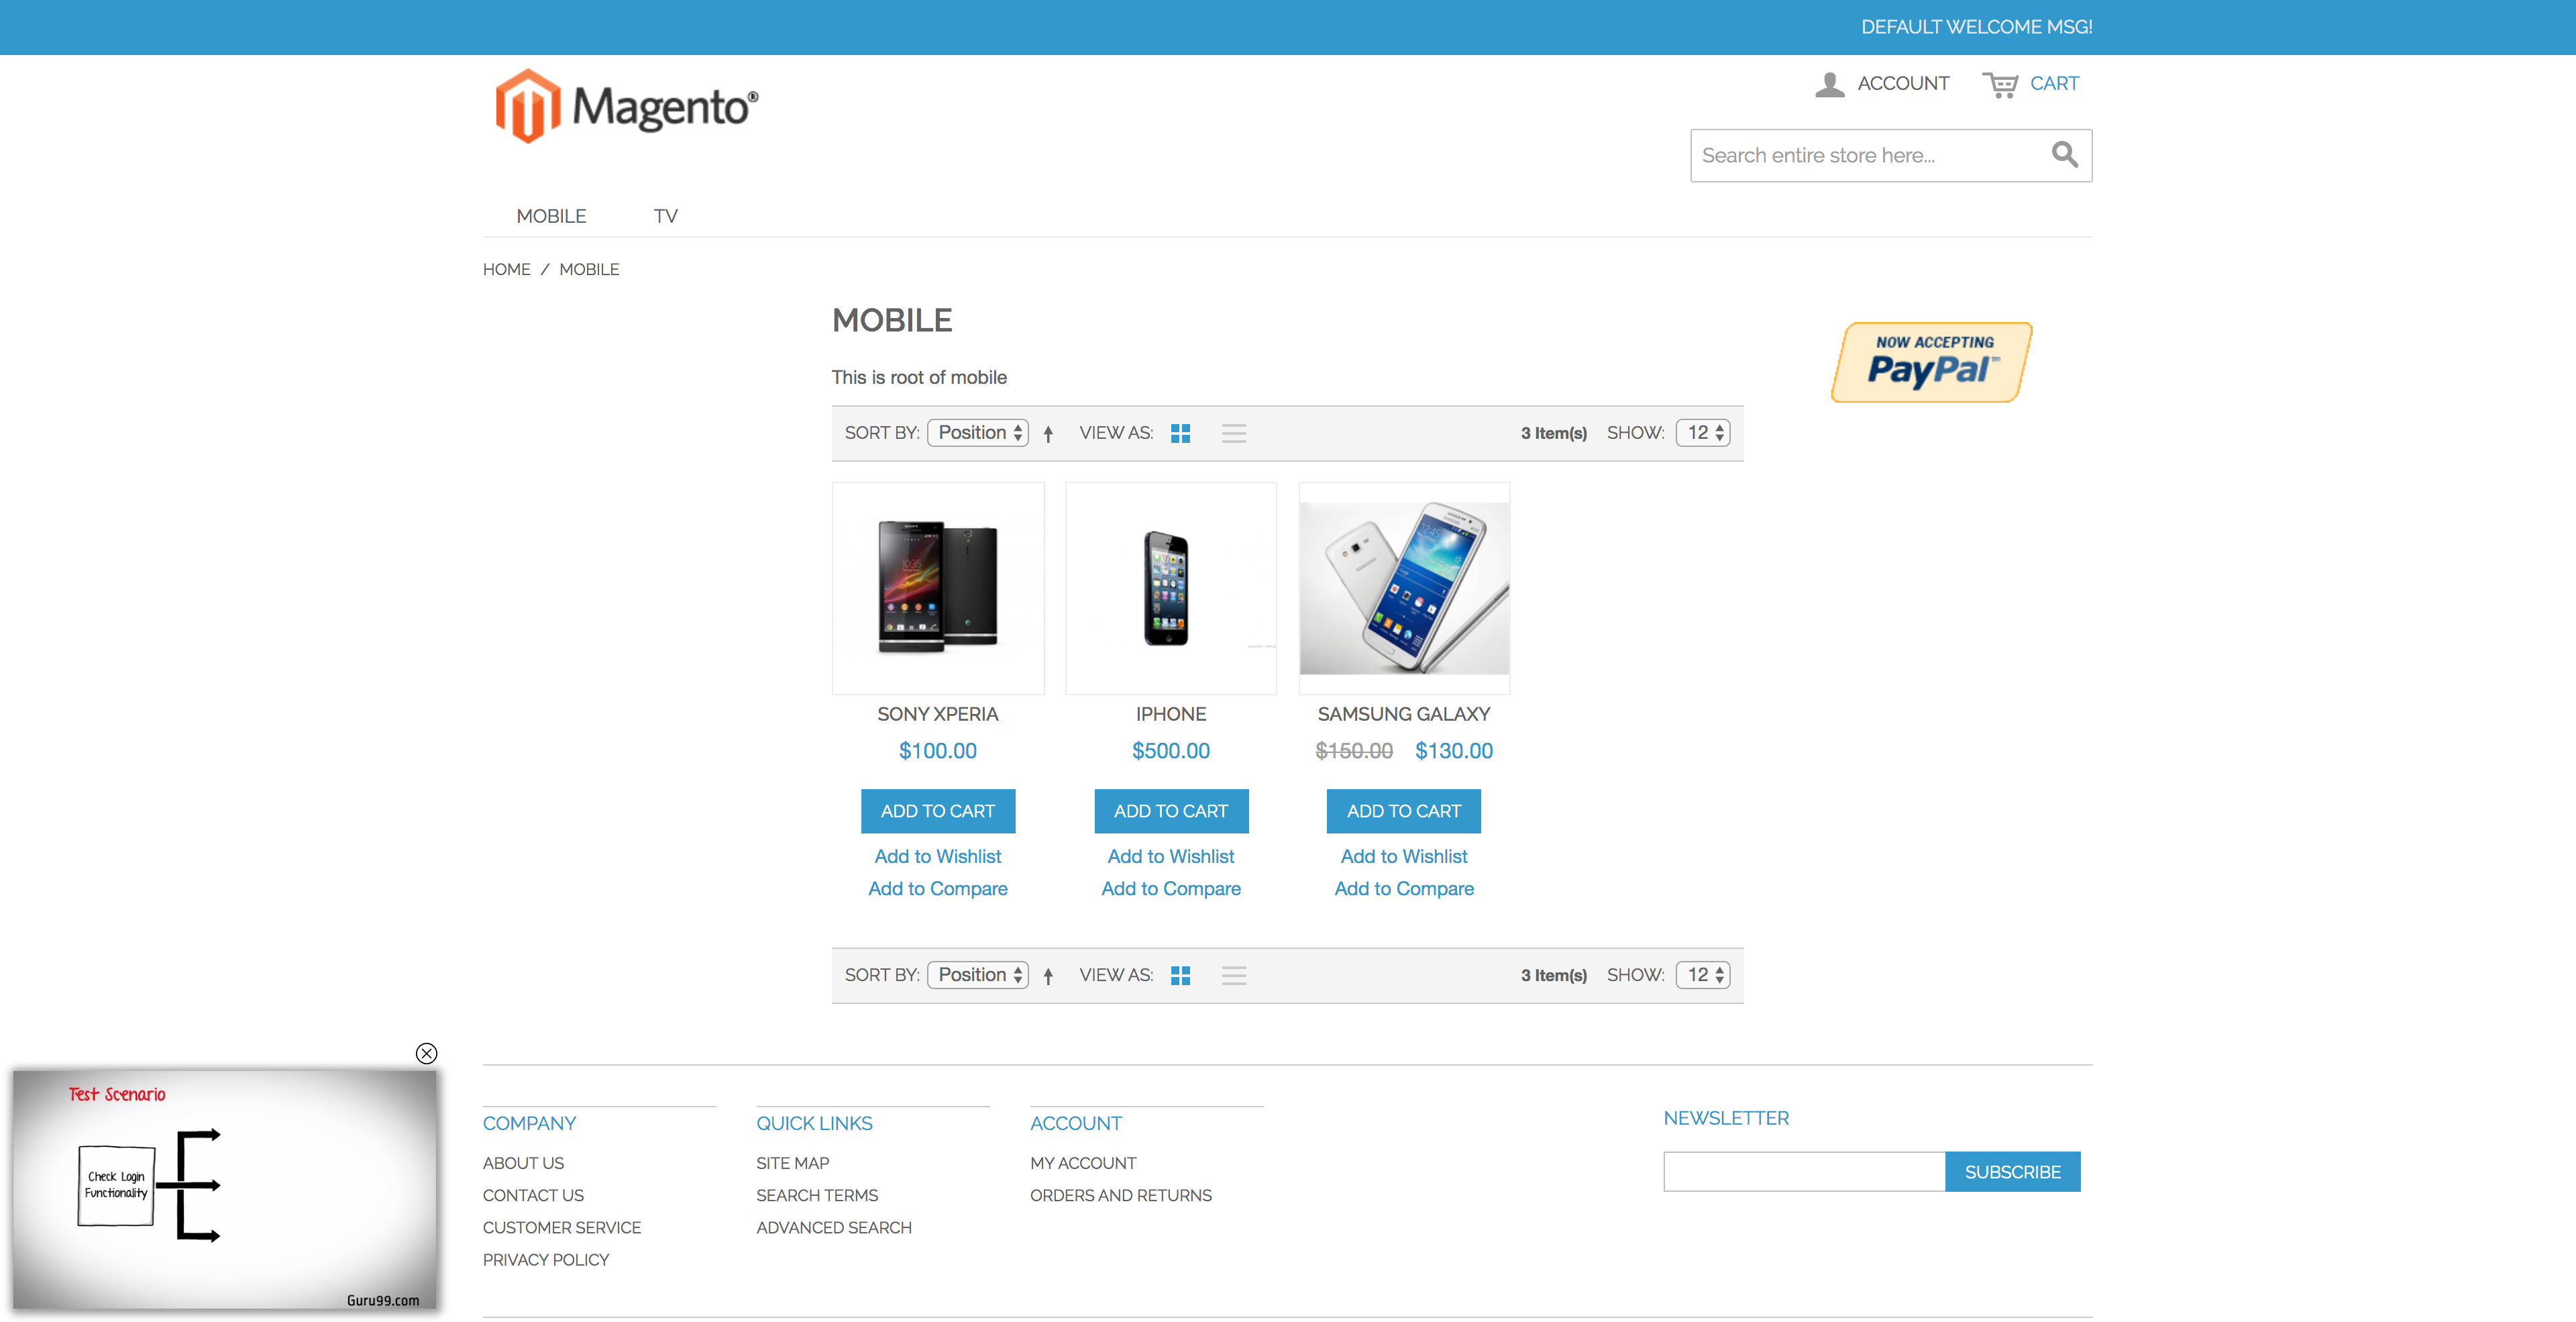 DEFAULT WELCOME MSG!
Magento®
ACCOUNT
CART
Search entire store here...
MOBILE
TV
HOME / MOBILE
MOBILE
NOW ACCEPTING
PayPal™
This is root of mobile
SORT BY: Position VIEW AS: 3 Item(s) SHOW: 12
SONY XPERIA
$100.00
ADD TO CART
Add to Wishlist
Add to Compare
IPHONE
$500.00
ADD TO CART
Add to Wishlist
Add to Compare
SAMSUNG GALAXY
$150.00 $130.00
ADD TO CART
Add to Wishlist
Add to Compare
SORT BY: Position VIEW AS: 3 Item(s) SHOW: 12
Test Scenario
Check Login
Functionality
Guru99.com
COMPANY
ABOUT US
CONTACT US
CUSTOMER SERVICE
PRIVACY POLICY
QUICK LINKS
SITE MAP
SEARCH TERMS
ADVANCED SEARCH
ACCOUNT
MY ACCOUNT
ORDERS AND RETURNS
NEWSLETTER
SUBSCRIBE